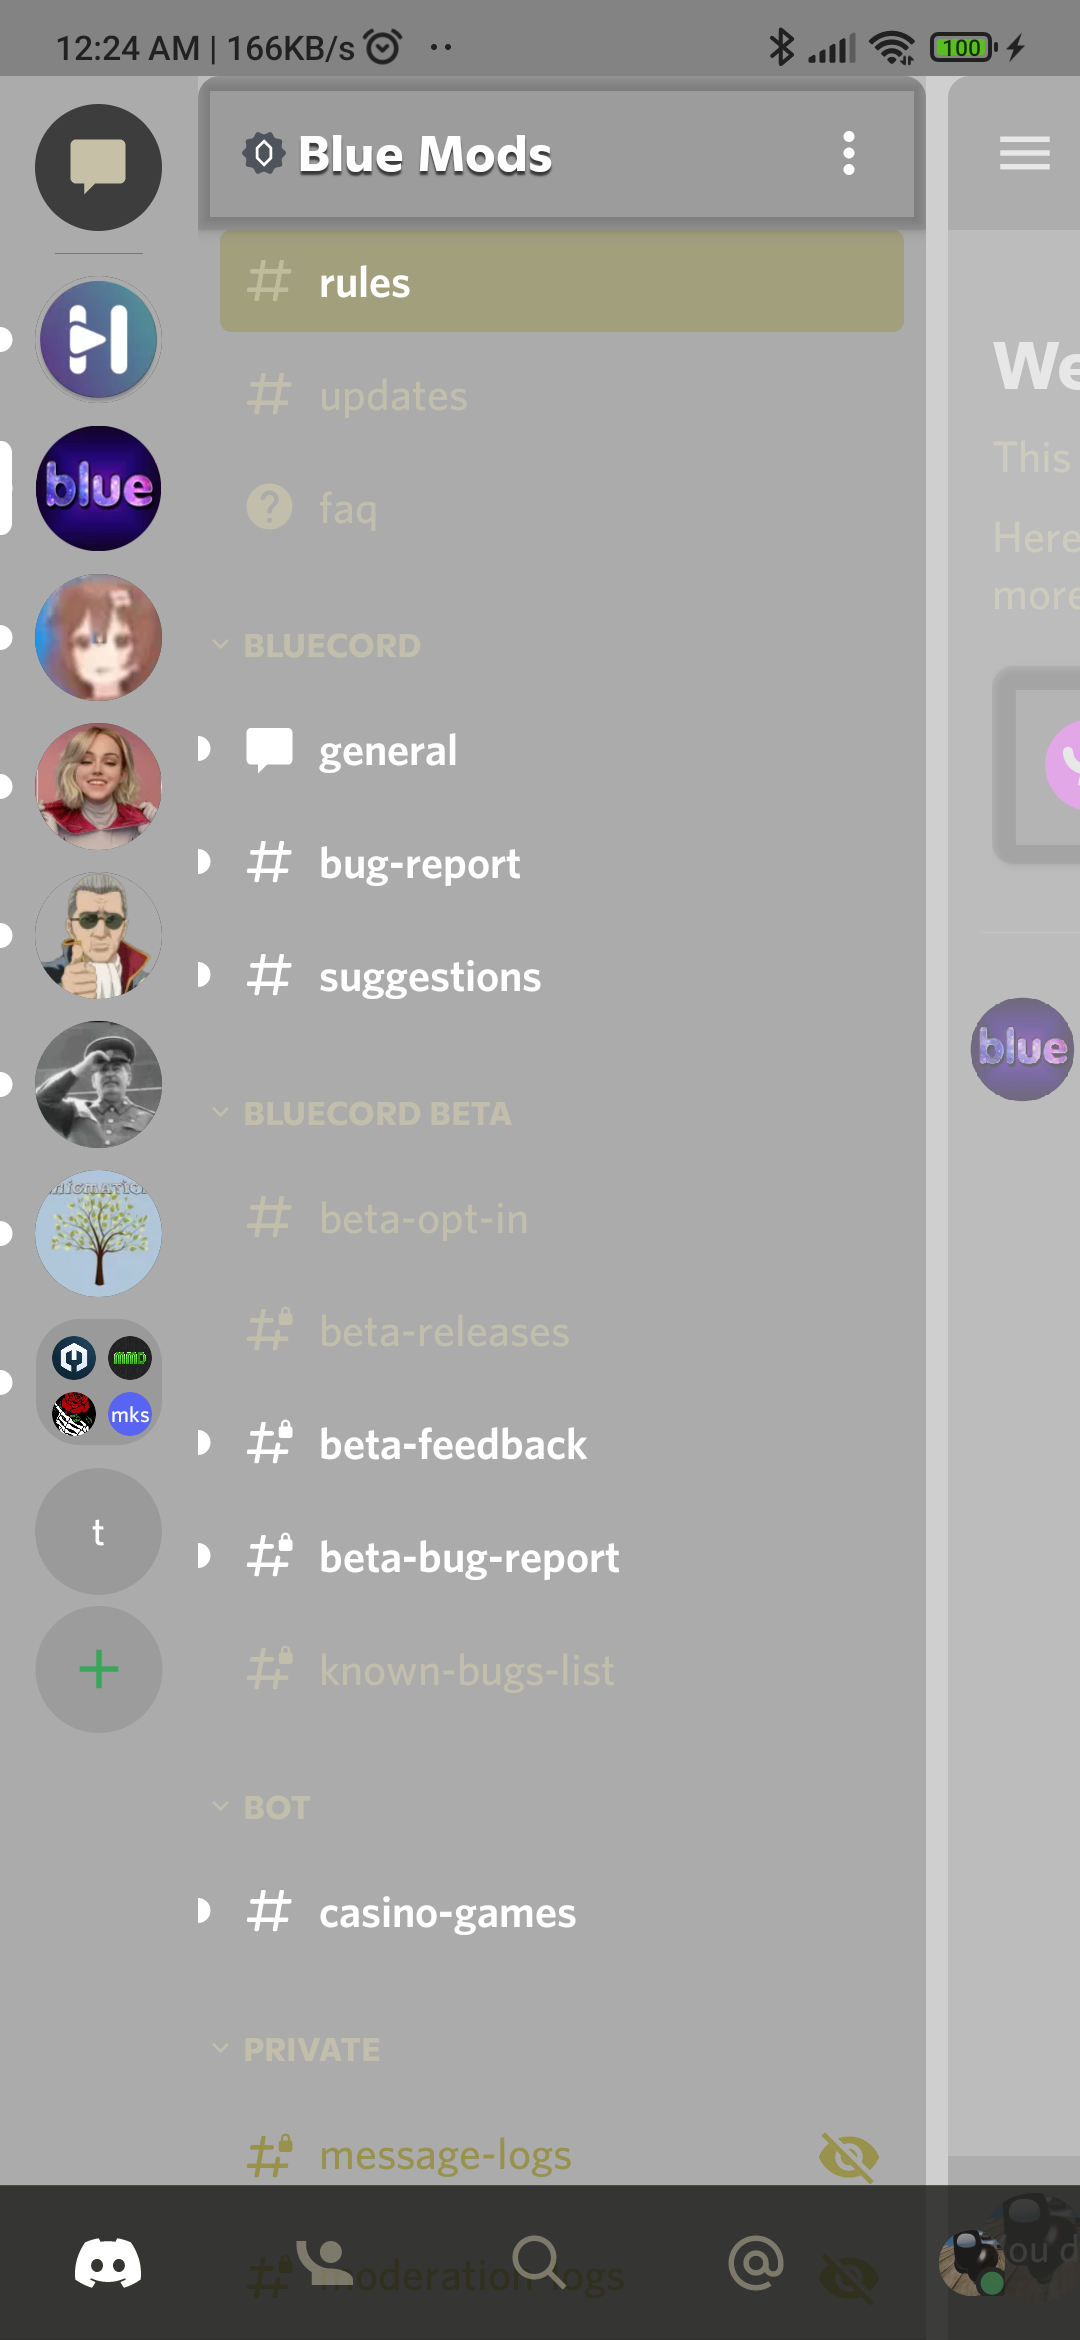 12:24 AM | 166KB/s
100
Blue Mods
rules
updates
faq
BLUECORD
general
bug-report
suggestions
BLUECORD BETA
beta-opt-in
beta-releases
beta-feedback
beta-bug-report
known-bugs-list
BOT
casino-games
PRIVATE
message-logs
moderation-logs
blue
mks
t
We
This
Here
more
blue
You d